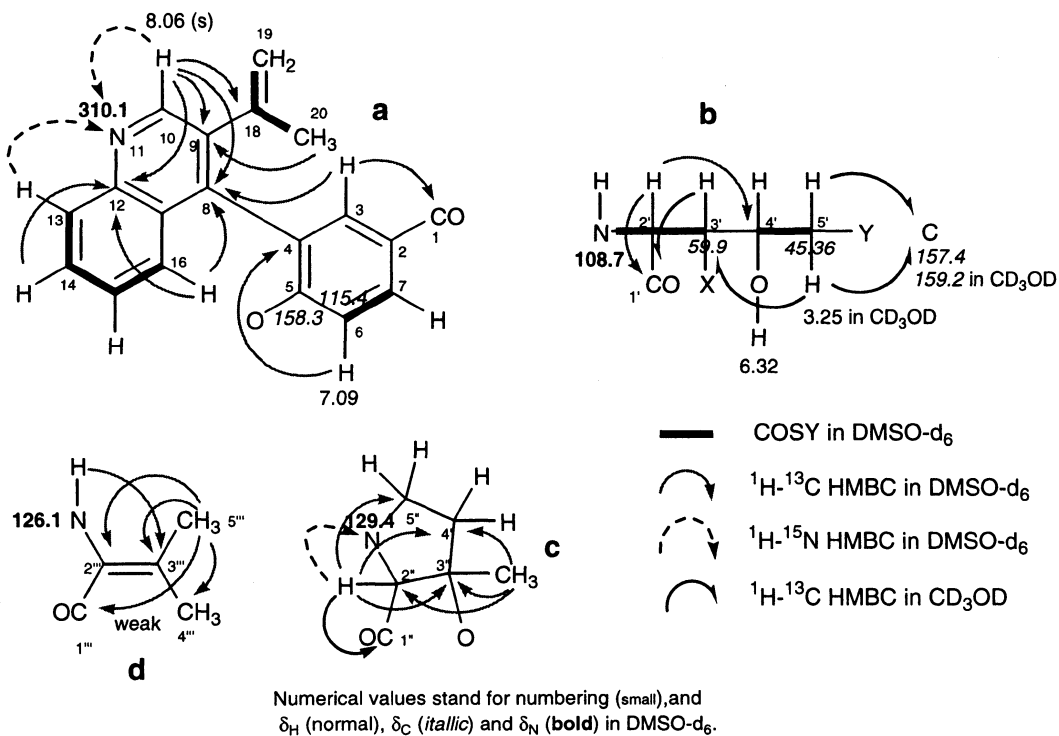 8.06 (s)
19
H
CH₂
310.1
a
20
18
CH₃
10
N
11
9
H
H
13
12
8
3
CO
1
4
2
16
14
H
H
5
115.4
7
O
158.3
6
H
H
H
7.09
b
H
H
H
H
H
N
2'
3'
4'
5'
Y
C
108.7
59.9
45.36
157.4
1'
CO
X
O
H
159.2 in CD₃OD
3.25 in CD₃OD
H
6.32
H
126.1
N
CH₃
5'''
2'''
3'''
OC
weak
CH₃
1'''
4'''
d
H
H
H
129.4
5"
N
4'
H
c
H
2"
3"
CH₃
OC
1"
O
COSY in DMSO-d₆
¹H-¹³C HMBC in DMSO-d₆
¹H-¹⁵N HMBC in DMSO-d₆
¹H-¹³C HMBC in CD₃OD
Numerical values stand for numbering (small),and
δH (normal), δC (itallic) and δN (bold) in DMSO-d₆.